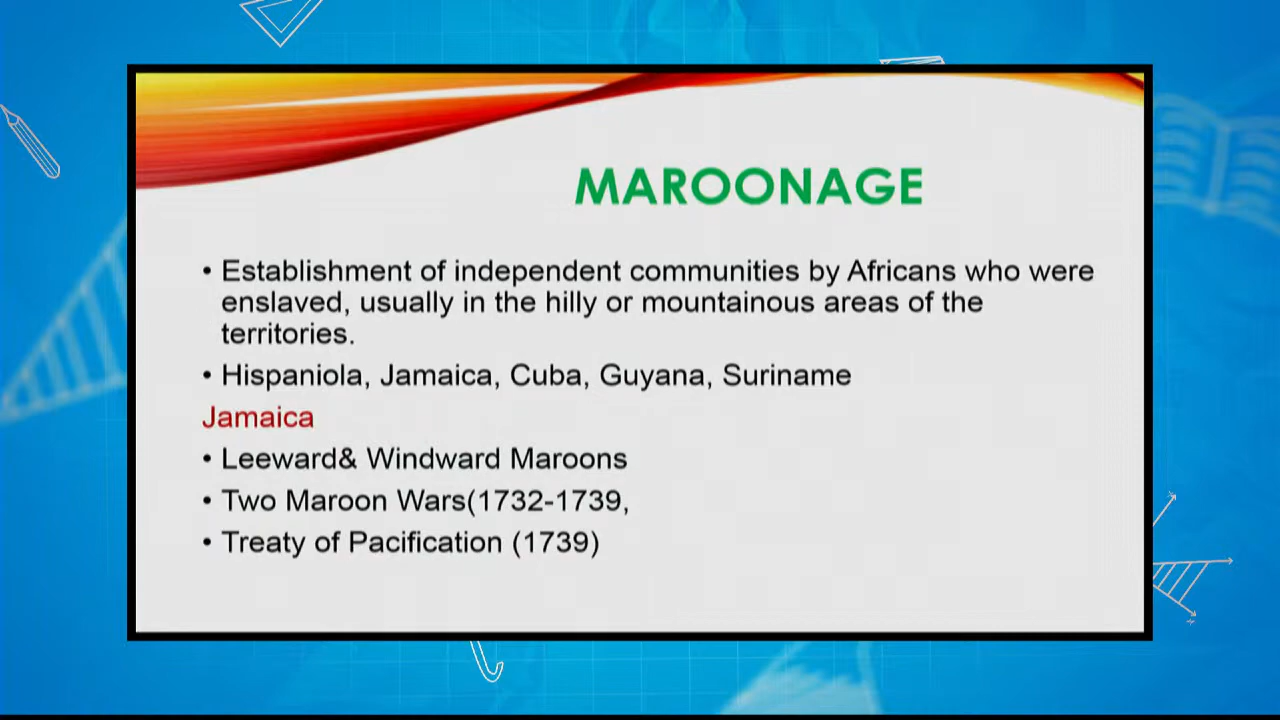 MAROONAGE
• Establishment of independent communities by Africans who were
enslaved, usually in the hilly or mountainous areas of the
territories.
• Hispaniola, Jamaica, Cuba, Guyana, Suriname
Jamaica
• Leeward& Windward Maroons
• Two Maroon Wars(1732-1739,
• Treaty of Pacification (1739)